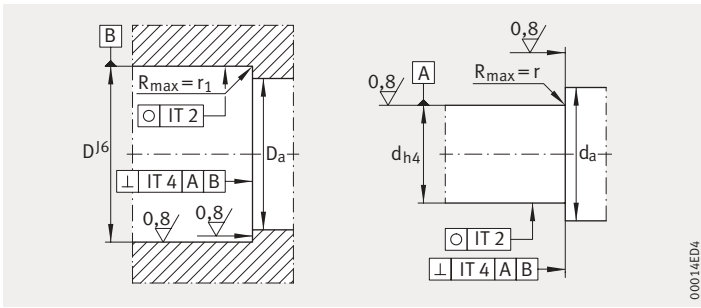 B
R max = r 1
○ IT 2
D J6
D a
⊥ IT 4 A B
0,8
0,8
0,8
0,8
A
R max = r
d h4
d a
○ IT 2
⊥ IT 4 A B
00014ED4